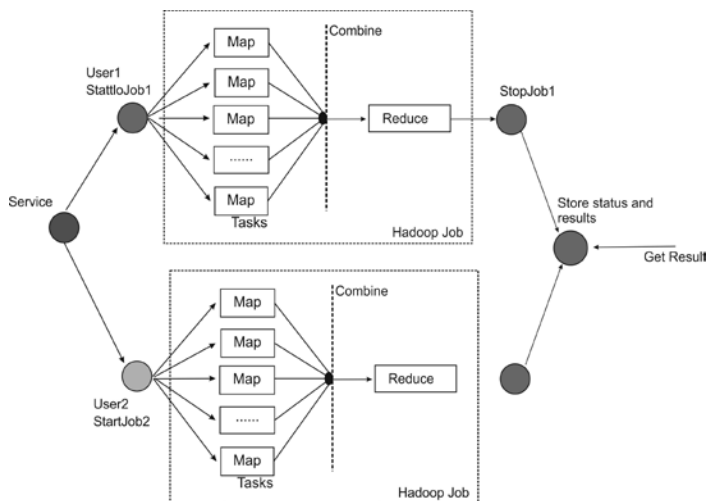 Combine
Map
User1
StattloJob1
Map
StopJob1
Map
Reduce
......
Service
Map
Store status and
results
Tasks
Hadoop Job
Get Result
Combine
Map
Map
Map
Reduce
User2
StartJob2
......
Map
Tasks
Hadoop Job